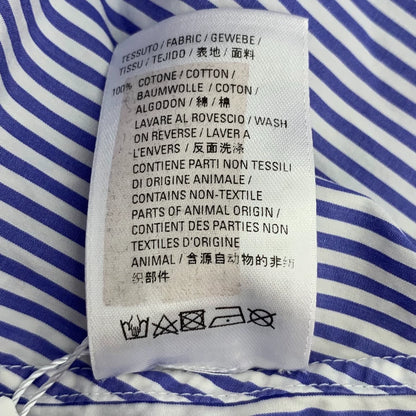 TESSUTO / FABRIC / GEWEBE /
TISSU / TEJIDO / 表地 / 面料
100% COTONE / COTTON /
BAUMWOLLE / COTON /
ALGODON / 綿 / 棉
LAVARE AL ROVESCIO / WASH
ON REVERSE / LAVER A
L'ENVERS / 反面洗涤
CONTIENE PARTI NON TESSILI
DI ORIGINE ANIMALE /
CONTAINS NON-TEXTILE
PARTS OF ANIMAL ORIGIN /
CONTIENT DES PARTIES NON
TEXTILES D'ORIGINE
ANIMALE / 含源自动物的非纺
织部件